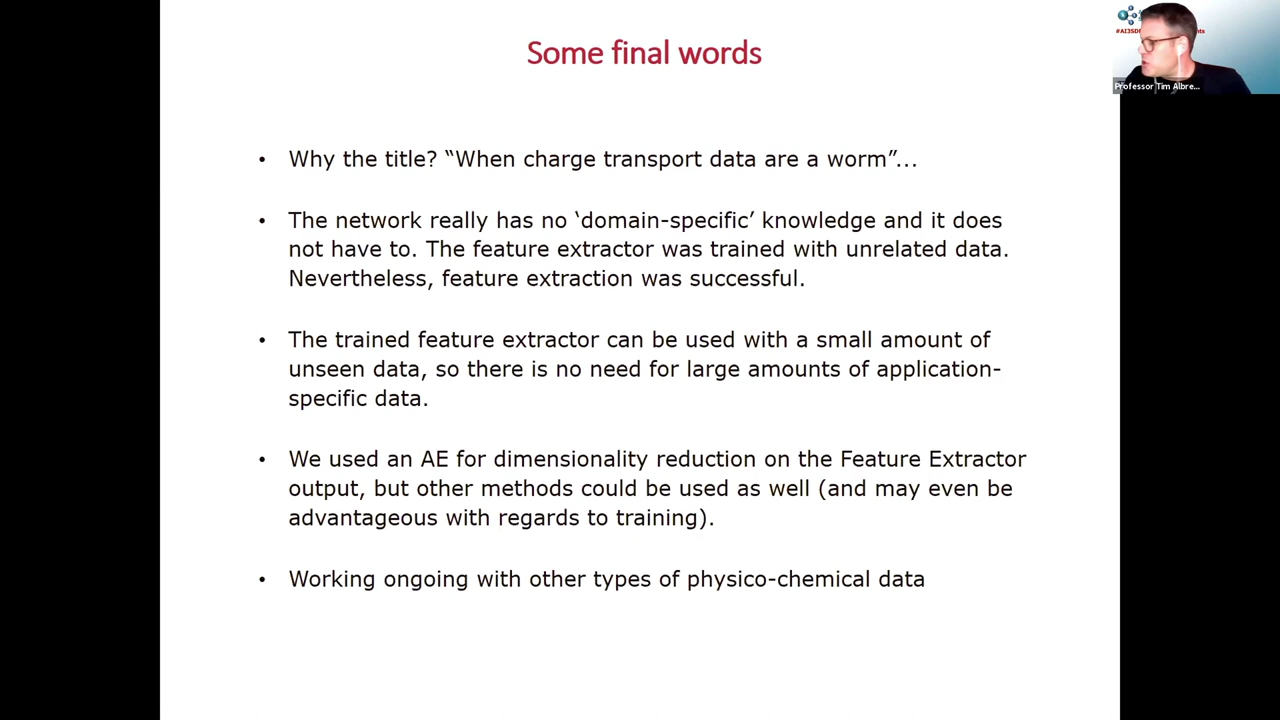 Some final words
#AI3SD
nts
Professor Tim Albre...
• Why the title? “When charge transport data are a worm”...
• The network really has no ‘domain-specific’ knowledge and it does
not have to. The feature extractor was trained with unrelated data.
Nevertheless, feature extraction was successful.
• The trained feature extractor can be used with a small amount of
unseen data, so there is no need for large amounts of application-
specific data.
• We used an AE for dimensionality reduction on the Feature Extractor
output, but other methods could be used as well (and may even be
advantageous with regards to training).
• Working ongoing with other types of physico-chemical data